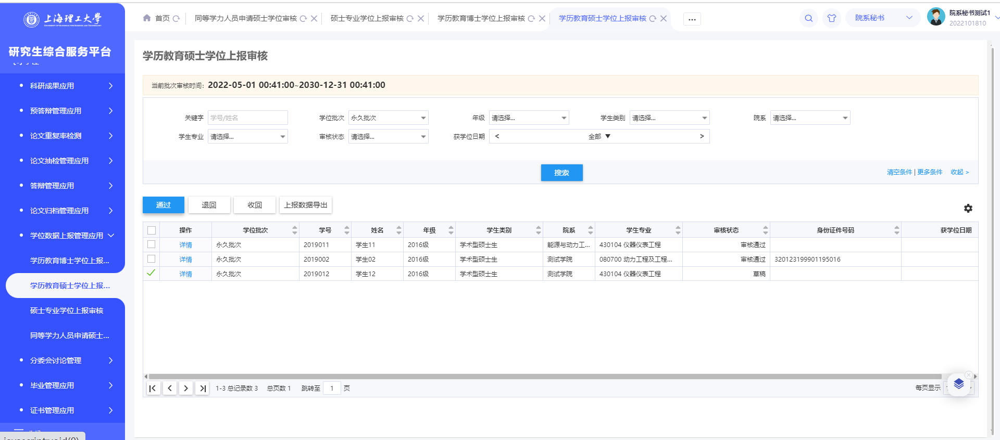 上海理工大學
UNIVERSITY OF SHANGHAI FOR SCIENCE AND TECHNOLOGY
研究生综合服务平台
科研成果应用
预答辩管理应用
论文重复率检测
论文抽检管理应用
答辩管理应用
论文归档管理应用
学位数据上报管理应用
学历教育博士学位上报...
学历教育硕士学位上报...
硕士专业学位上报审核
同等学力人员申请硕士...
分委会讨论管理
毕业管理应用
证书管理应用
首页 同等学力人员申请硕士学位审核 硕士专业学位上报审核 学历教育博士学位上报审核 学历教育硕士学位上报审核 ...
院系秘书
院系秘书测试1
2022101810
学历教育硕士学位上报审核
当前批次审核时间: 2022-05-01 00:41:00~2030-12-31 00:41:00
关键字 学号/姓名 学位批次 永久批次 年级 请选择... 学生类别 请选择... 院系 请选择...
学生专业 请选择... 审核状态 请选择... 获学位日期 < 全部 ▼ >
搜索
清空条件 | 更多条件 收起 >
通过 退回 收回 上报数据导出
操作 学位批次 学号 姓名 年级 学生类别 院系 学生专业 审核状态 身份证件号码 获学位日期
详情 永久批次 2019011 学生11 2016级 学术型硕士生 能源与动力工... 430104 仪器仪表工程 审核通过
详情 永久批次 2019002 学生02 2016级 学术型硕士生 测试学院 080700 动力工程及工程... 审核通过 320123199901195016
详情 永久批次 2019012 学生12 2016级 学术型硕士生 测试学院 430104 仪器仪表工程 草稿
1-3 总记录数 3 总页数 1 跳转至 1 页
每页显示